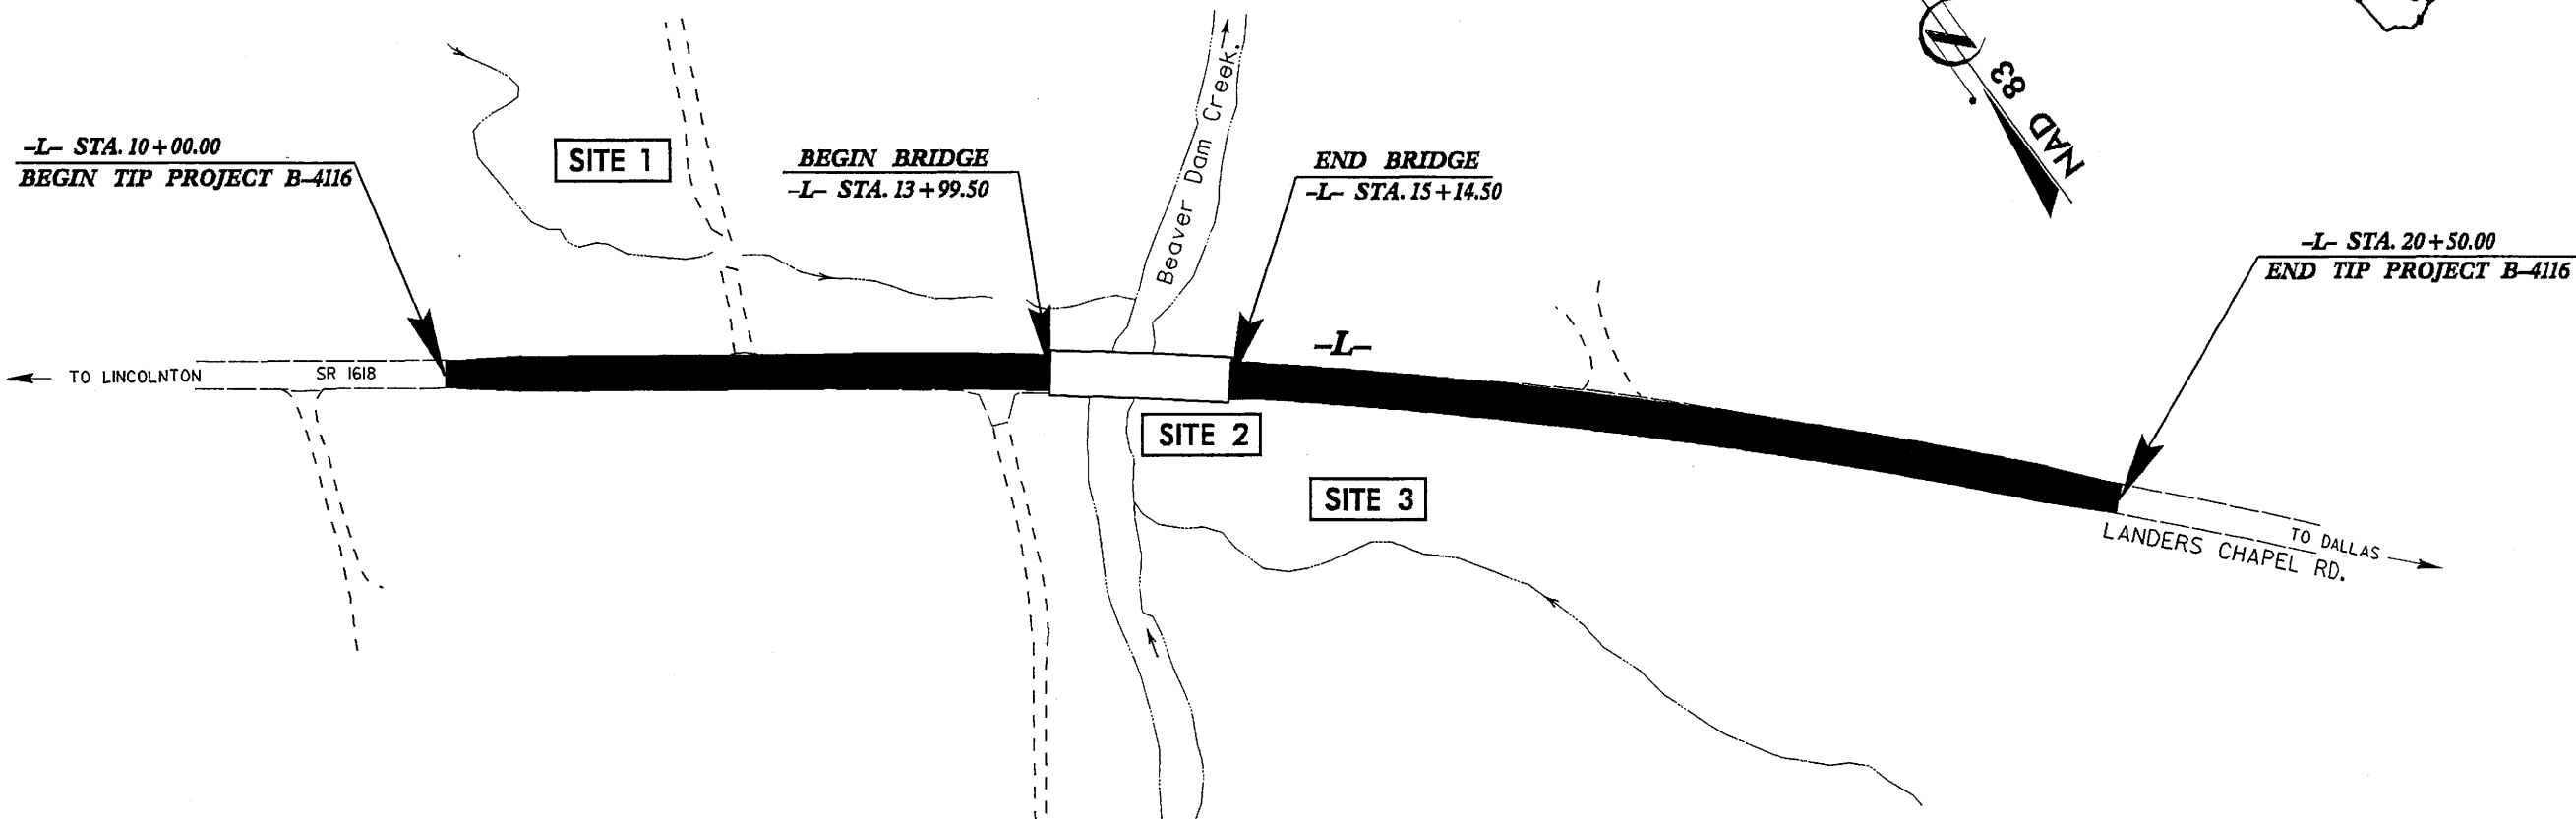 -L- STA. 10+00.00
BEGIN TIP PROJECT B-4116
SITE 1
BEGIN BRIDGE
-L- STA. 13+99.50
Beaver Dam Creek.
END BRIDGE
-L- STA. 15+14.50
NAD 83
-L- STA. 20+50.00
END TIP PROJECT B-4116
-L-
TO LINCOLNTON
SR 1618
SITE 2
SITE 3
TO DALLAS
LANDERS CHAPEL RD.